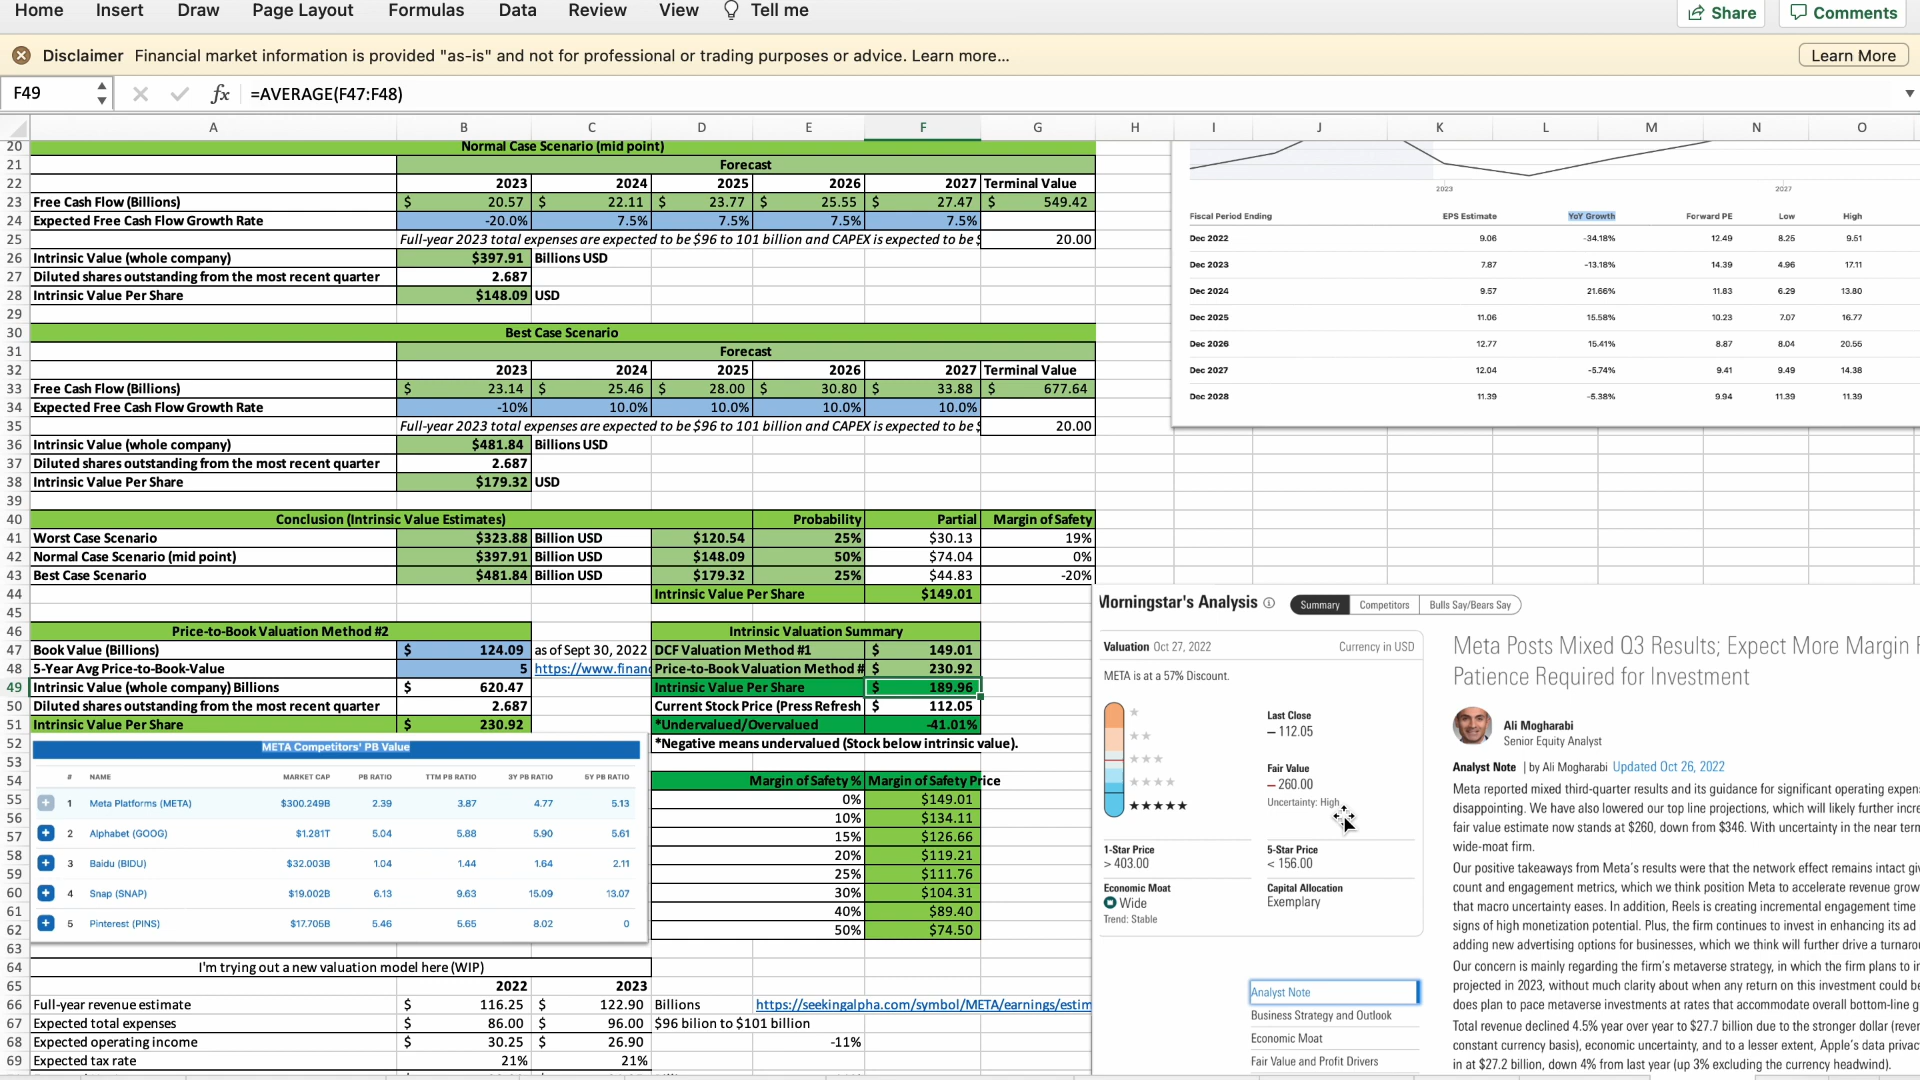 Home Insert Draw Page Layout Formulas Data Review View Tell me Share Comments
Disclaimer Financial market information is provided "as-is" and not for professional or trading purposes or advice. Learn more... Learn More
F49 fx =AVERAGE(F47:F48)
A B C D E F G H I J K L M N O
20 Normal Case Scenario (mid point)
21 Forecast
22 2023 2024 2025 2026 2027 Terminal Value
23 Free Cash Flow (Billions) $ 20.57 $ 22.11 $ 23.77 $ 25.55 $ 27.47 $ 549.42
24 Expected Free Cash Flow Growth Rate -20.0% 7.5% 7.5% 7.5% 7.5%
25 Full-year 2023 total expenses are expected to be $96 to 101 billion and CAPEX is expected to be $ 20.00
26 Intrinsic Value (whole company) $397.91 Billions USD
27 Diluted shares outstanding from the most recent quarter 2.687
28 Intrinsic Value Per Share $148.09 USD
29
30 Best Case Scenario
31 Forecast
32 2023 2024 2025 2026 2027 Terminal Value
33 Free Cash Flow (Billions) $ 23.14 $ 25.46 $ 28.00 $ 30.80 $ 33.88 $ 677.64
34 Expected Free Cash Flow Growth Rate -10% 10.0% 10.0% 10.0% 10.0%
35 Full-year 2023 total expenses are expected to be $96 to 101 billion and CAPEX is expected to be $ 20.00
36 Intrinsic Value (whole company) $481.84 Billions USD
37 Diluted shares outstanding from the most recent quarter 2.687
38 Intrinsic Value Per Share $179.32 USD
39
40 Conclusion (Intrinsic Value Estimates) Probability Partial Margin of Safety
41 Worst Case Scenario $323.88 Billion USD $120.54 25% $30.13 19%
42 Normal Case Scenario (mid point) $397.91 Billion USD $148.09 50% $74.04 0%
43 Best Case Scenario $481.84 Billion USD $179.32 25% $44.83 -20%
44 Intrinsic Value Per Share $149.01
45
46 Price-to-Book Valuation Method #2 Intrinsic Valuation Summary
47 Book Value (Billions) $ 124.09 as of Sept 30, 2022 DCF Valuation Method #1 $ 149.01
48 5-Year Avg Price-to-Book-Value 5 https://www.finan Price-to-Book Valuation Method # $ 230.92
49 Intrinsic Value (whole company) Billions $ 620.47 Intrinsic Value Per Share $ 189.96
50 Diluted shares outstanding from the most recent quarter 2.687 Current Stock Price (Press Refresh $ 112.05
51 Intrinsic Value Per Share $ 230.92 *Undervalued/Overvalued -41.01%
52 *Negative means undervalued (Stock below intrinsic value).
53
54 Margin of Safety % Margin of Safety Price
55 0% $149.01
56 10% $134.11
57 15% $126.66
58 20% $119.21
59 25% $111.76
60 30% $104.31
61 40% $89.40
62 50% $74.50
63
META Competitors' PB Value
# NAME MARKET CAP PB RATIO TTM PB RATIO 3Y PB RATIO 5Y PB RATIO
1 Meta Platforms (META) $300.249B 2.39 3.87 4.77 5.13
2 Alphabet (GOOG) $1.281T 5.04 5.88 5.90 5.61
3 Baidu (BIDU) $32.003B 1.04 1.44 1.64 2.11
4 Snap (SNAP) $19.002B 6.13 9.63 15.09 13.07
5 Pinterest (PINS) $17.705B 5.46 5.65 8.02 0
64 I'm trying out a new valuation model here (WIP)
65 2022 2023
66 Full-year revenue estimate $ 116.25 $ 122.90 Billions https://seekingalpha.com/symbol/META/earnings/estim
67 Expected total expenses $ 86.00 $ 96.00 $96 bilion to $101 billion
68 Expected operating income $ 30.25 $ 26.90 -11%
69 Expected tax rate 21% 21%
2023 2027
Fiscal Period Ending EPS Estimate YoY Growth Forward PE Low High
Dec 2022 9.06 -34.18% 12.49 8.25 9.51
Dec 2023 7.87 -13.18% 14.39 4.96 17.11
Dec 2024 9.57 21.66% 11.83 6.29 13.80
Dec 2025 11.06 15.58% 10.23 7.07 16.77
Dec 2026 12.77 15.41% 8.87 8.04 20.55
Dec 2027 12.04 -5.74% 9.41 9.49 14.38
Dec 2028 11.39 -5.38% 9.94 11.39 11.39
Morningstar's Analysis Summary Competitors Bulls Say/Bears Say
Valuation Oct 27, 2022 Currency in USD
META is at a 57% Discount.
Last Close
112.05
Fair Value
260.00
Uncertainty: High
1-Star Price
> 403.00
5-Star Price
< 156.00
Economic Moat
Wide
Trend: Stable
Capital Allocation
Exemplary
Analyst Note
Business Strategy and Outlook
Economic Moat
Fair Value and Profit Drivers
Meta Posts Mixed Q3 Results; Expect More Margin
Patience Required for Investment
Ali Mogharabi
Senior Equity Analyst
Analyst Note | by Ali Mogharabi Updated Oct 26, 2022
Meta reported mixed third-quarter results and its guidance for significant operating expen
disappointing. We have also lowered our top line projections, which will likely further incre
fair value estimate now stands at $260, down from $346. With uncertainty in the near term
wide-moat firm.
Our positive takeaways from Meta's results were that the network effect remains intact giv
count and engagement metrics, which we think position Meta to accelerate revenue grow
that macro uncertainty eases. In addition, Reels is creating incremental engagement time
signs of high monetization potential. Plus, the firm continues to invest in enhancing its ad
adding new advertising options for businesses, which we think will further drive a turnaro
Our concern is mainly regarding the firm's metaverse strategy, in which the firm plans to in
projected in 2023, without much clarity about when any return on this investment could be
does plan to pace metaverse investments at rates that accommodate overall bottom-line g
Total revenue declined 4.5% year over year to $27.7 billion due to the stronger dollar (reve
constant currency basis), economic uncertainty, and to a lesser extent, Apple's data privac
in at $27.2 billion, down 4% from last year (up 3% excluding the currency headwind).